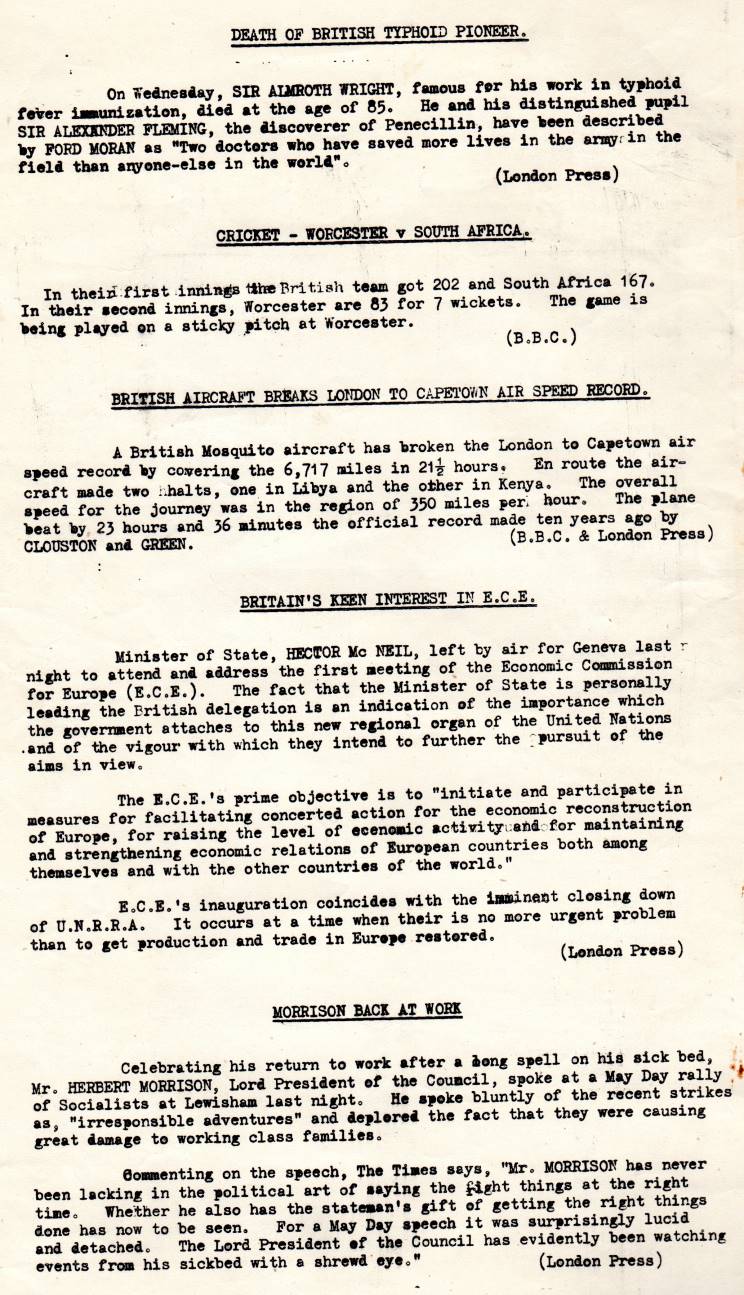 DEATH OF BRITISH TYPHOID PIONEER.
On Wednesday, SIR ALMROTH WRIGHT, famous for his work in typhoid
fever immunization, died at the age of 85. He and his distinguished pupil
SIR ALEXANDER FLEMING, the discoverer of Penecillin, have been described
by FORD MORAN as "Two doctors who have saved more lives in the army in the
field than anyone-else in the world".
(London Press)
CRICKET - WORCESTER v SOUTH AFRICA.
In their first innings the British team got 202 and South Africa 167.
In their second innings, Worcester are 83 for 7 wickets. The game is
being played on a sticky pitch at Worcester.
(B.B.C.)
BRITISH AIRCRAFT BREAKS LONDON TO CAPETOWN AIR SPEED RECORD.
A British Mosquito aircraft has broken the London to Capetown air
speed record by covering the 6,717 miles in 21½ hours. En route the air-
craft made two halts, one in Libya and the other in Kenya. The overall
speed for the journey was in the region of 350 miles per hour. The plane
beat by 23 hours and 36 minutes the official record made ten years ago by
CLOUSTON and GREEN. (B.B.C. & London Press)
BRITAIN'S KEEN INTEREST IN E.C.E.
Minister of State, HECTOR Mc NEIL, left by air for Geneva last
night to attend and address the first meeting of the Economic Commission
for Europe (E.C.E.). The fact that the Minister of State is personally
leading the British delegation is an indication of the importance which
the government attaches to this new regional organ of the United Nations
and of the vigour with which they intend to further the pursuit of the
aims in view.
The E.C.E.'s prime objective is to "initiate and participate in
measures for facilitating concerted action for the economic reconstruction
of Europe, for raising the level of economic activity and for maintaining
and strengthening economic relations of European countries both among
themselves and with the other countries of the world."
E.C.E.'s inauguration coincides with the imminent closing down
of U.N.R.R.A. It occurs at a time when their is no more urgent problem
than to get production and trade in Europe restored.
(London Press)
MORRISON BACK AT WORK
Celebrating his return to work after a long spell on his sick bed,
Mr. HERBERT MORRISON, Lord President of the Council, spoke at a May Day rally
of Socialists at Lewisham last night. He spoke bluntly of the recent strikes
as, "irresponsible adventures" and deplored the fact that they were causing
great damage to working class families.
Commenting on the speech, The Times says, "Mr. MORRISON has never
been lacking in the political art of saying the right things at the right
time. Whether he also has the stateman's gift of getting the right things
done has now to be seen. For a May Day speech it was surprisingly lucid
and detached. The Lord President of the Council has evidently been watching
events from his sickbed with a shrewd eye." (London Press)